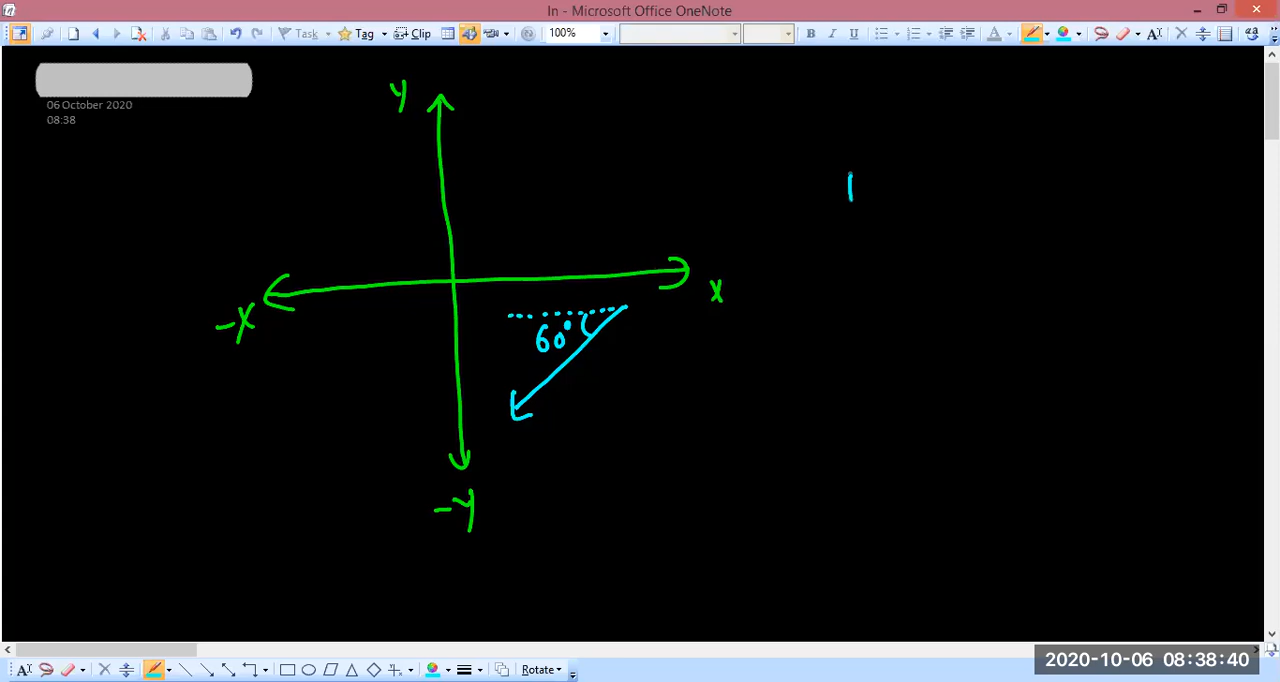 In - Microsoft Office OneNote
Task Tag Clip 100% B I U A A
06 October 2020
08:38
y
-x
x
60°
-y
l
A Rotate
2020-10-06 08:38:40